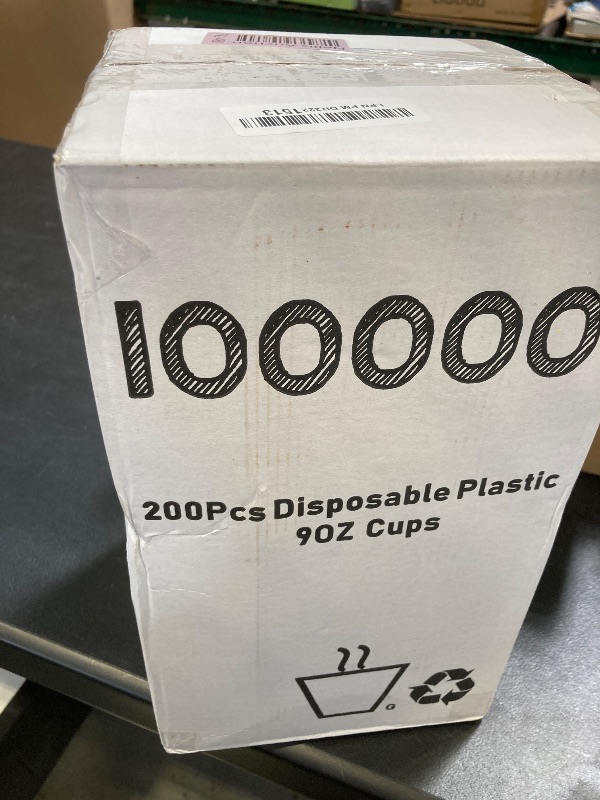 100000
200Pcs Disposable Plastic
9OZ Cups
G